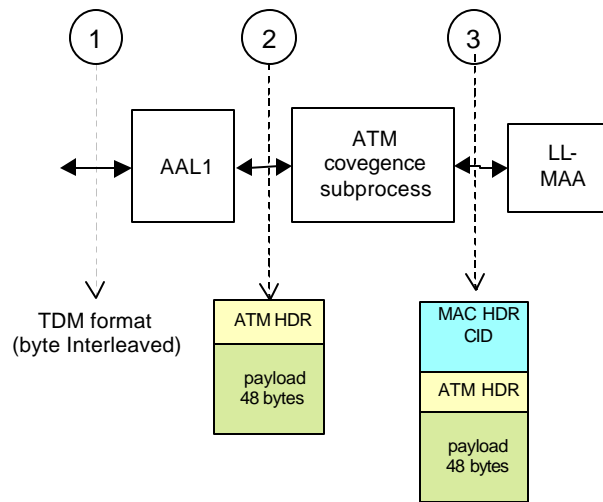 1
2
3
AAL1
ATM
covegence
subprocess
LL-
MAA
TDM format
(byte Interleaved)
ATM HDR
payload
48 bytes
MAC HDR
CID
ATM HDR
payload
48 bytes